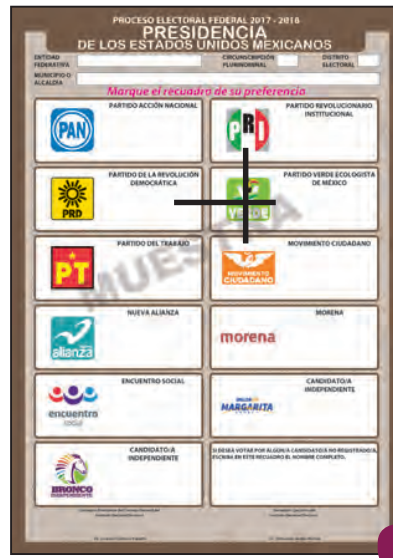 PROCESO ELECTORAL FEDERAL 2017 - 2018
PRESIDENCIA
DE LOS ESTADOS UNIDOS MEXICANOS
ENTIDAD FEDERATIVA
CIRCUNSCRIPCIÓN PLURINOMINAL
DISTRITO ELECTORAL
MUNICIPIO O ALCALDÍA
Marque el recuadro de su preferencia
PAN
PARTIDO ACCIÓN NACIONAL
PRI
PARTIDO REVOLUCIONARIO
INSTITUCIONAL
PRD
PARTIDO DE LA REVOLUCIÓN
DEMOCRÁTICA
VERDE
PARTIDO VERDE ECOLOGISTA
DE MÉXICO
PT
PARTIDO DEL TRABAJO
MOVIMIENTO
CIUDADANO
MOVIMIENTO CIUDADANO
MUESTRA
alianza
NUEVA ALIANZA
morena
MORENA
encuentro
social
ENCUENTRO SOCIAL
MARGARITA
CANDIDATO/A
INDEPENDIENTE
BRONCO
INDEPENDIENTE
CANDIDATO/A
INDEPENDIENTE
SI DESEA VOTAR POR ALGÚN/A CANDIDATO/A NO REGISTRADO/A,
ESCRIBA EN ESTE RECUADRO EL NOMBRE COMPLETO.